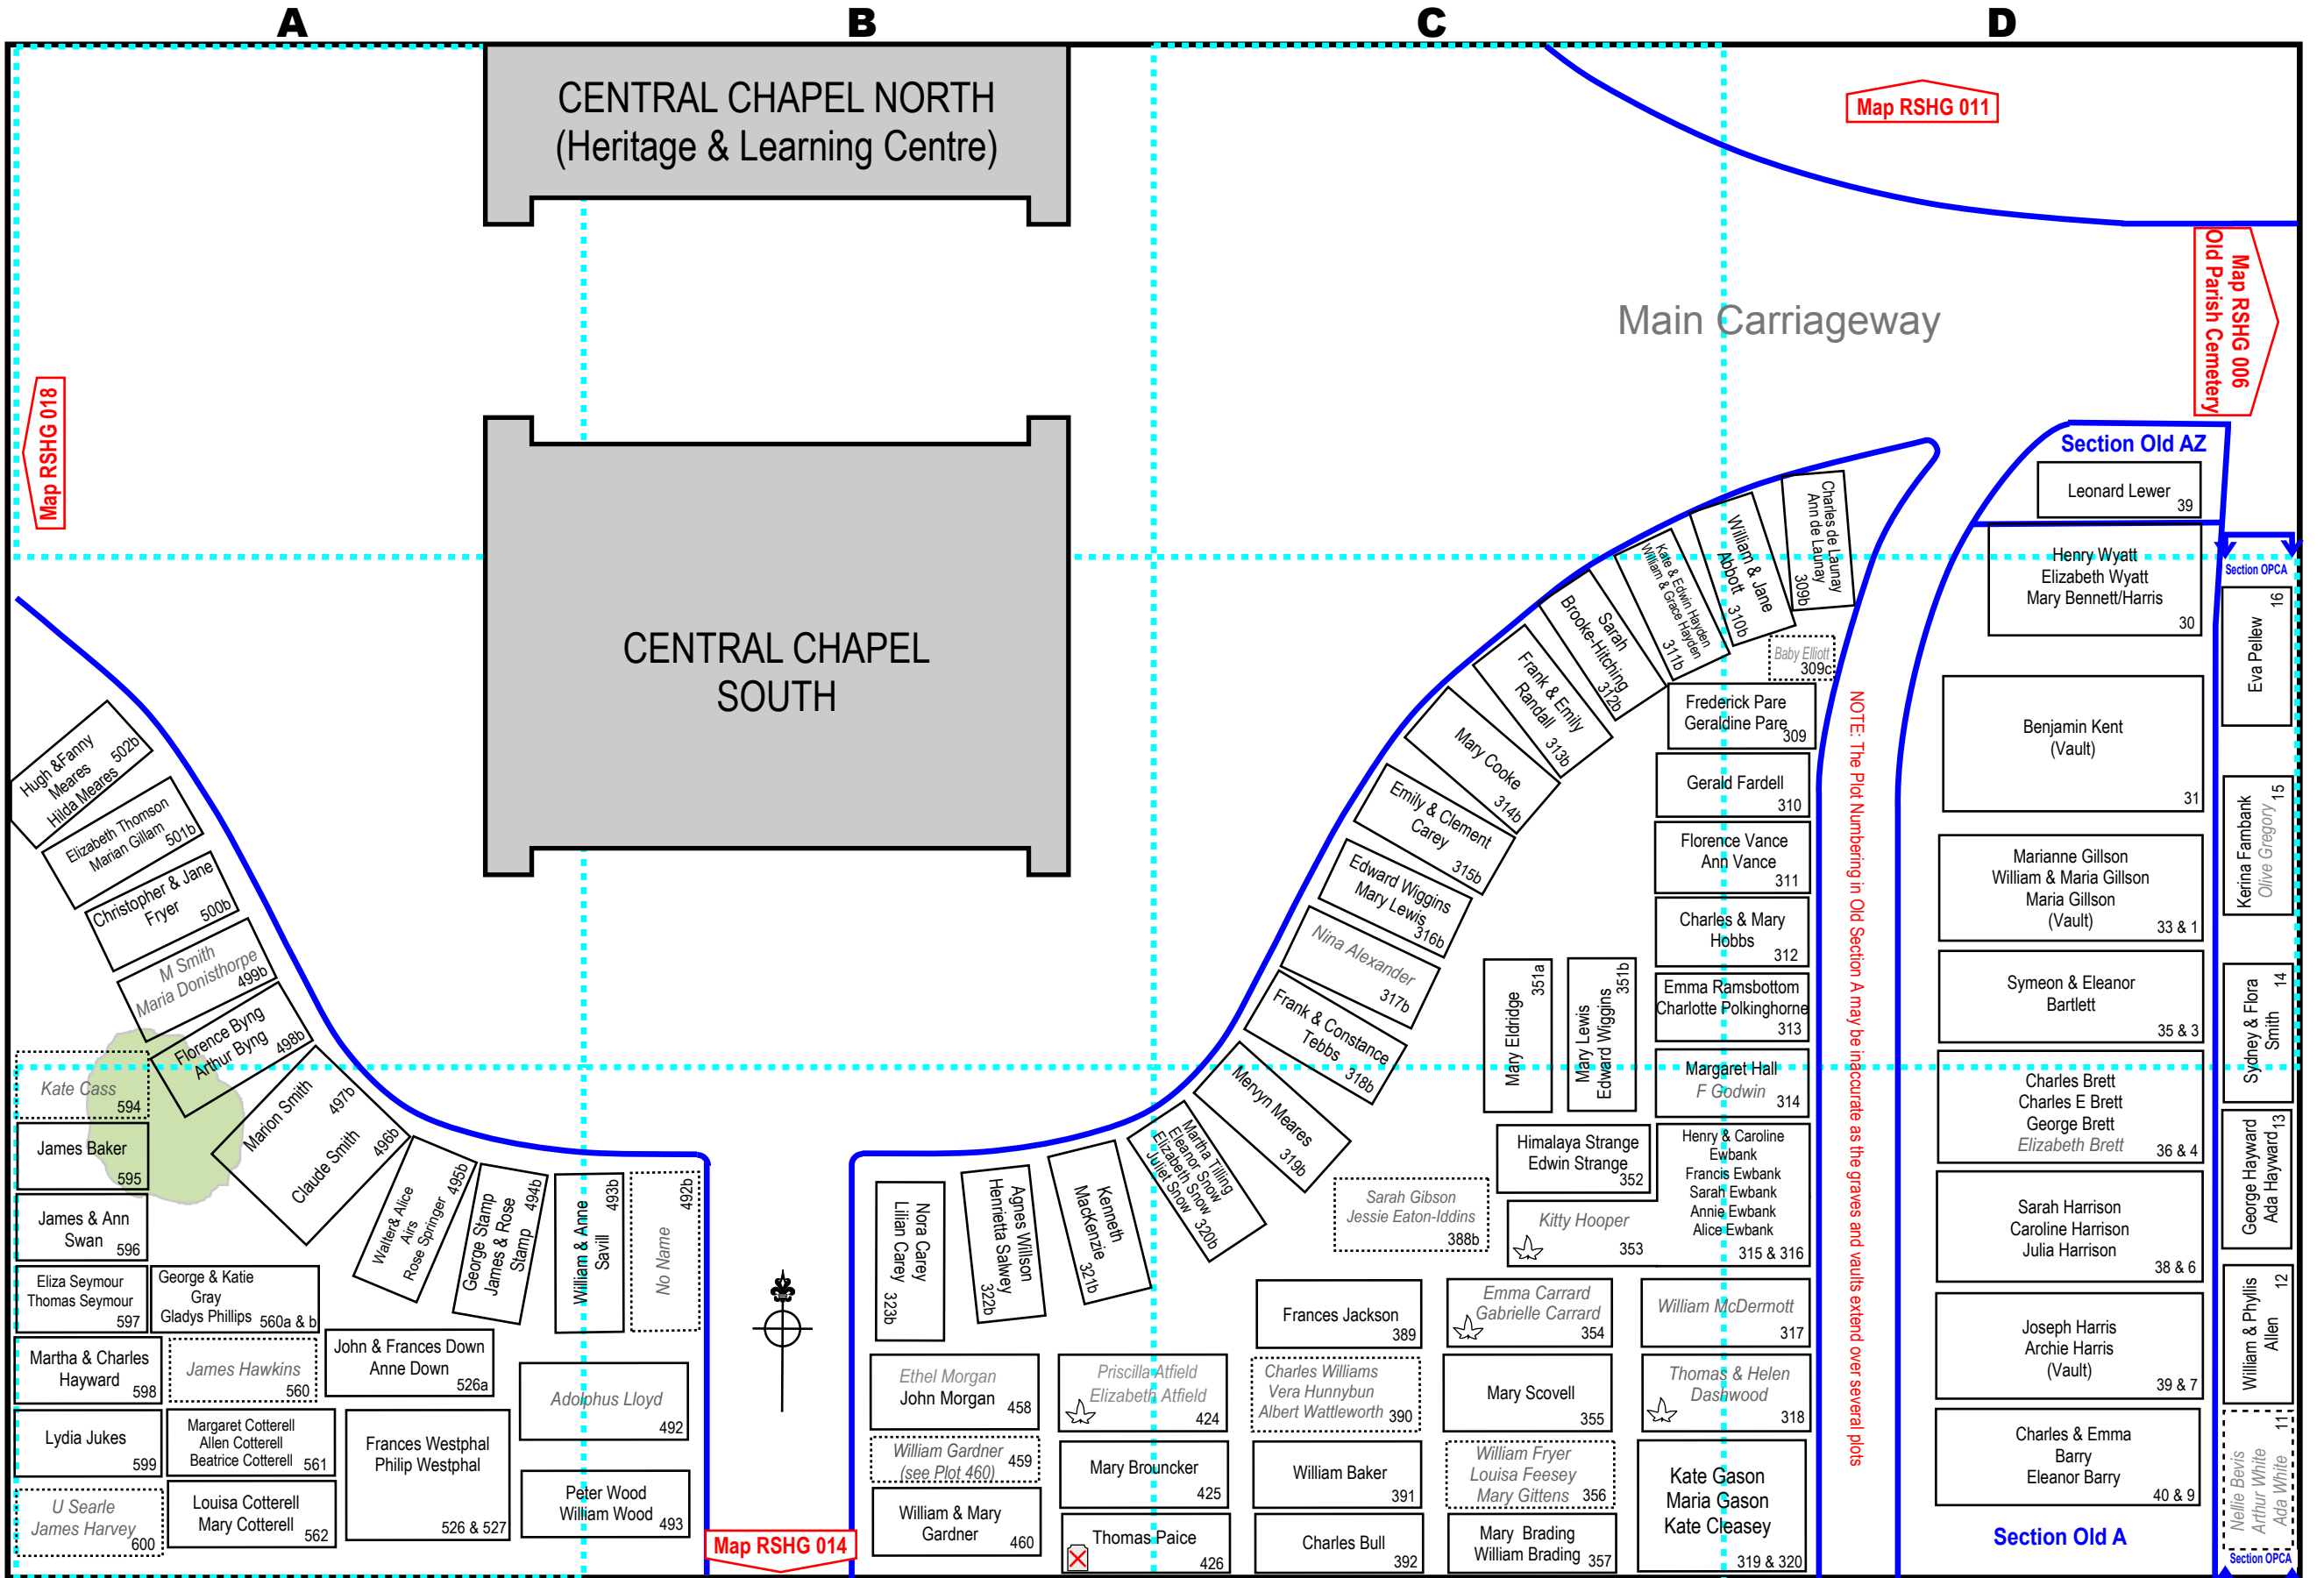 A
B
C
D
CENTRAL CHAPEL NORTH
(Heritage & Learning Centre)
Map RSHG 011
Map RSHG 006
Old Parish Cemetery
Main Carriageway
Map RSHG 018
CENTRAL CHAPEL
SOUTH
Section Old AZ
Leonard Lewer
39
Henry Wyatt
Elizabeth Wyatt
Mary Bennett/Harris
30
Benjamin Kent
(Vault)
31
Marianne Gillson
William & Maria Gillson
Maria Gillson
(Vault)
33 & 1
Symeon & Eleanor
Bartlett
35 & 3
Charles Brett
Charles E Brett
George Brett
Elizabeth Brett
36 & 4
Sarah Harrison
Caroline Harrison
Julia Harrison
38 & 6
Joseph Harris
Archie Harris
(Vault)
39 & 7
Charles & Emma
Barry
Eleanor Barry
40 & 9
Section Old A
Section OPCA
Eva Pellew
16
Kerina Farnbank
Olive Gregory
15
Sydney & Flora
Smith
14
George Hayward
Ada Hayward
13
William & Phyllis
Allen
12
Nellie Bevis
Arthur White
Ada White
11
Section OPCA
NOTE: The Plot Numbering in Old Section A may be inaccurate as the graves and vaults extend over several plots
Hugh &Fanny
Meares
Hilda Meares
502b
Elizabeth Thomson
Marian Gillam
501b
Christopher & Jane
Fryer
500b
M Smith
Maria Donisthorpe
499b
Florence Byng
Arthur Byng
498b
Marion Smith
497b
Claude Smith
496b
Walter& Alice
Airs
Rose Springer
495b
George Stamp
James & Rose
Stamp
494b
William & Anne
Savill
493b
No Name
492b
Kate Cass
594
James Baker
595
James & Ann
Swan
596
Eliza Seymour
Thomas Seymour
597
George & Katie
Gray
Gladys Phillips
560a & b
Martha & Charles
Hayward
598
James Hawkins
560
John & Frances Down
Anne Down
526a
Adolphus Lloyd
492
Lydia Jukes
599
Margaret Cotterell
Allen Cotterell
Beatrice Cotterell
561
Frances Westphal
Philip Westphal
526 & 527
U Searle
James Harvey
600
Louisa Cotterell
Mary Cotterell
562
Peter Wood
William Wood
493
Map RSHG 014
Charles de Launay
Ann de Launay
309b
William & Jane
Abbott
310b
Kate & Edwin Hayden
William & Grace Hayden
311b
Sarah
Brooke-Hitching
312b
Frank & Emily
Randall
313b
Mary Cooke
314b
Emily & Clement
Carey
315b
Edward Wiggins
Mary Lewis
316b
Nina Alexander
317b
Frank & Constance
Tebbs
318b
Mervyn Meares
319b
Martha Tilling
Eleanor Snow
Elizabeth Snow
Juliet Snow
320b
Kenneth
MacKenzie
321b
Agnes Willson
Henrietta Salwey
322b
Nora Carey
Lilian Carey
323b
Baby Elliott
309c
Frederick Pare
Geraldine Pare
309
Gerald Fardell
310
Florence Vance
Ann Vance
311
Charles & Mary
Hobbs
312
Emma Ramsbottom
Charlotte Polkinghorne
313
Margaret Hall
F Godwin
314
Henry & Caroline
Ewbank
Francis Ewbank
Sarah Ewbank
Annie Ewbank
Alice Ewbank
315 & 316
Mary Eldridge
351a
Mary Lewis
Edward Wiggins
351b
Himalaya Strange
Edwin Strange
352
Kitty Hooper
353
Sarah Gibson
Jessie Eaton-Iddins
388b
Frances Jackson
389
Emma Carrard
Gabrielle Carrard
354
William McDermott
317
Ethel Morgan
John Morgan
458
Priscilla Atfield
Elizabeth Atfield
424
Charles Williams
Vera Hunnybun
Albert Wattleworth
390
Mary Scovell
355
Thomas & Helen
Dashwood
318
William Gardner
(see Plot 460)
459
Mary Brouncker
425
William Baker
391
William Fryer
Louisa Feesey
Mary Gittens
356
Kate Gason
Maria Gason
Kate Cleasey
319 & 320
William & Mary
Gardner
460
Thomas Paice
426
Charles Bull
392
Mary Brading
William Brading
357